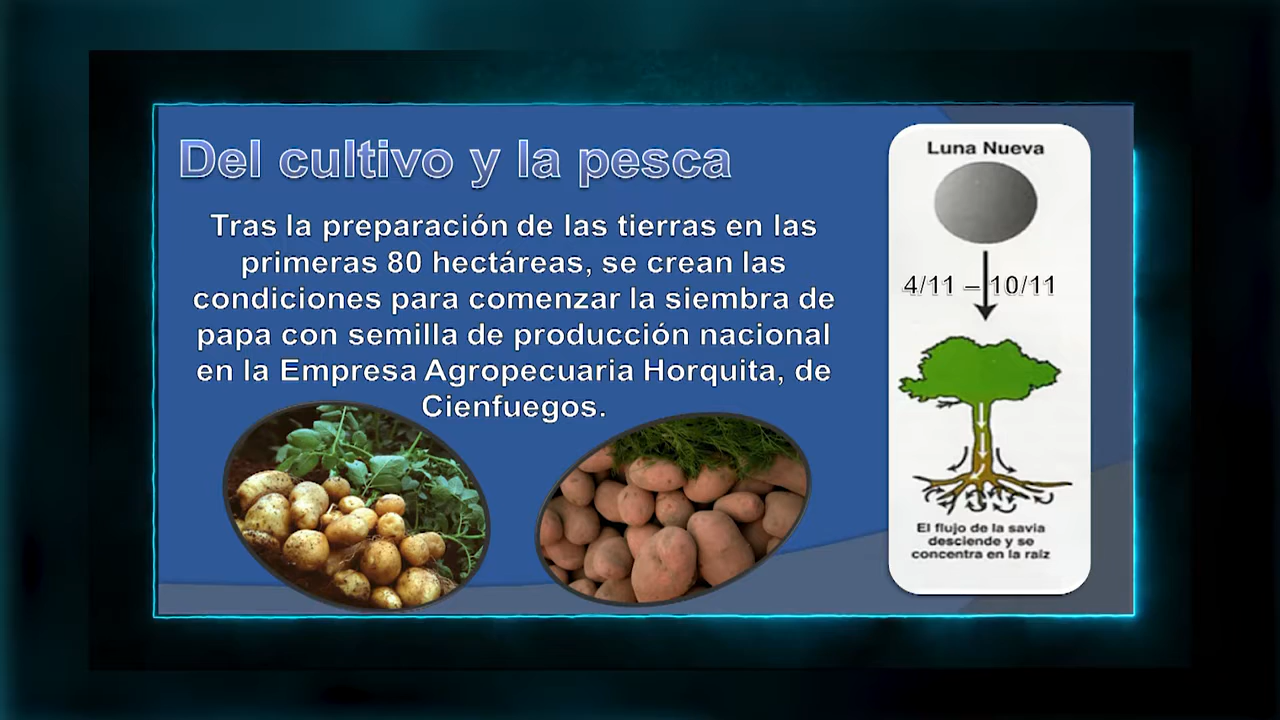 Del cultivo y la pesca
Tras la preparación de las tierras en las
primeras 80 hectáreas, se crean las
condiciones para comenzar la siembra de
papa con semilla de producción nacional
en la Empresa Agropecuaria Horquita, de
Cienfuegos.
Luna Nueva
4/11 – 10/11
El flujo de la savia
desciende y se
concentra en la raíz